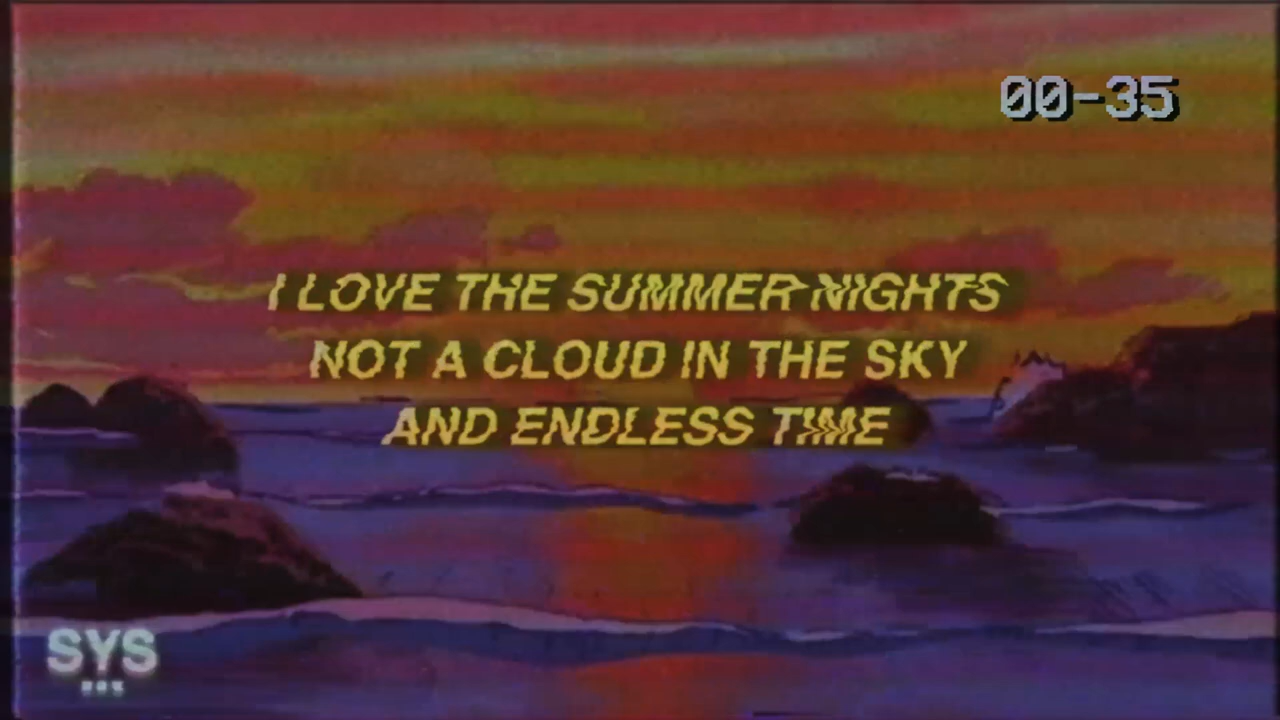 00-35
I LOVE THE SUMMER NIGHTS
NOT A CLOUD IN THE SKY
AND ENDLESS TIME
SYS